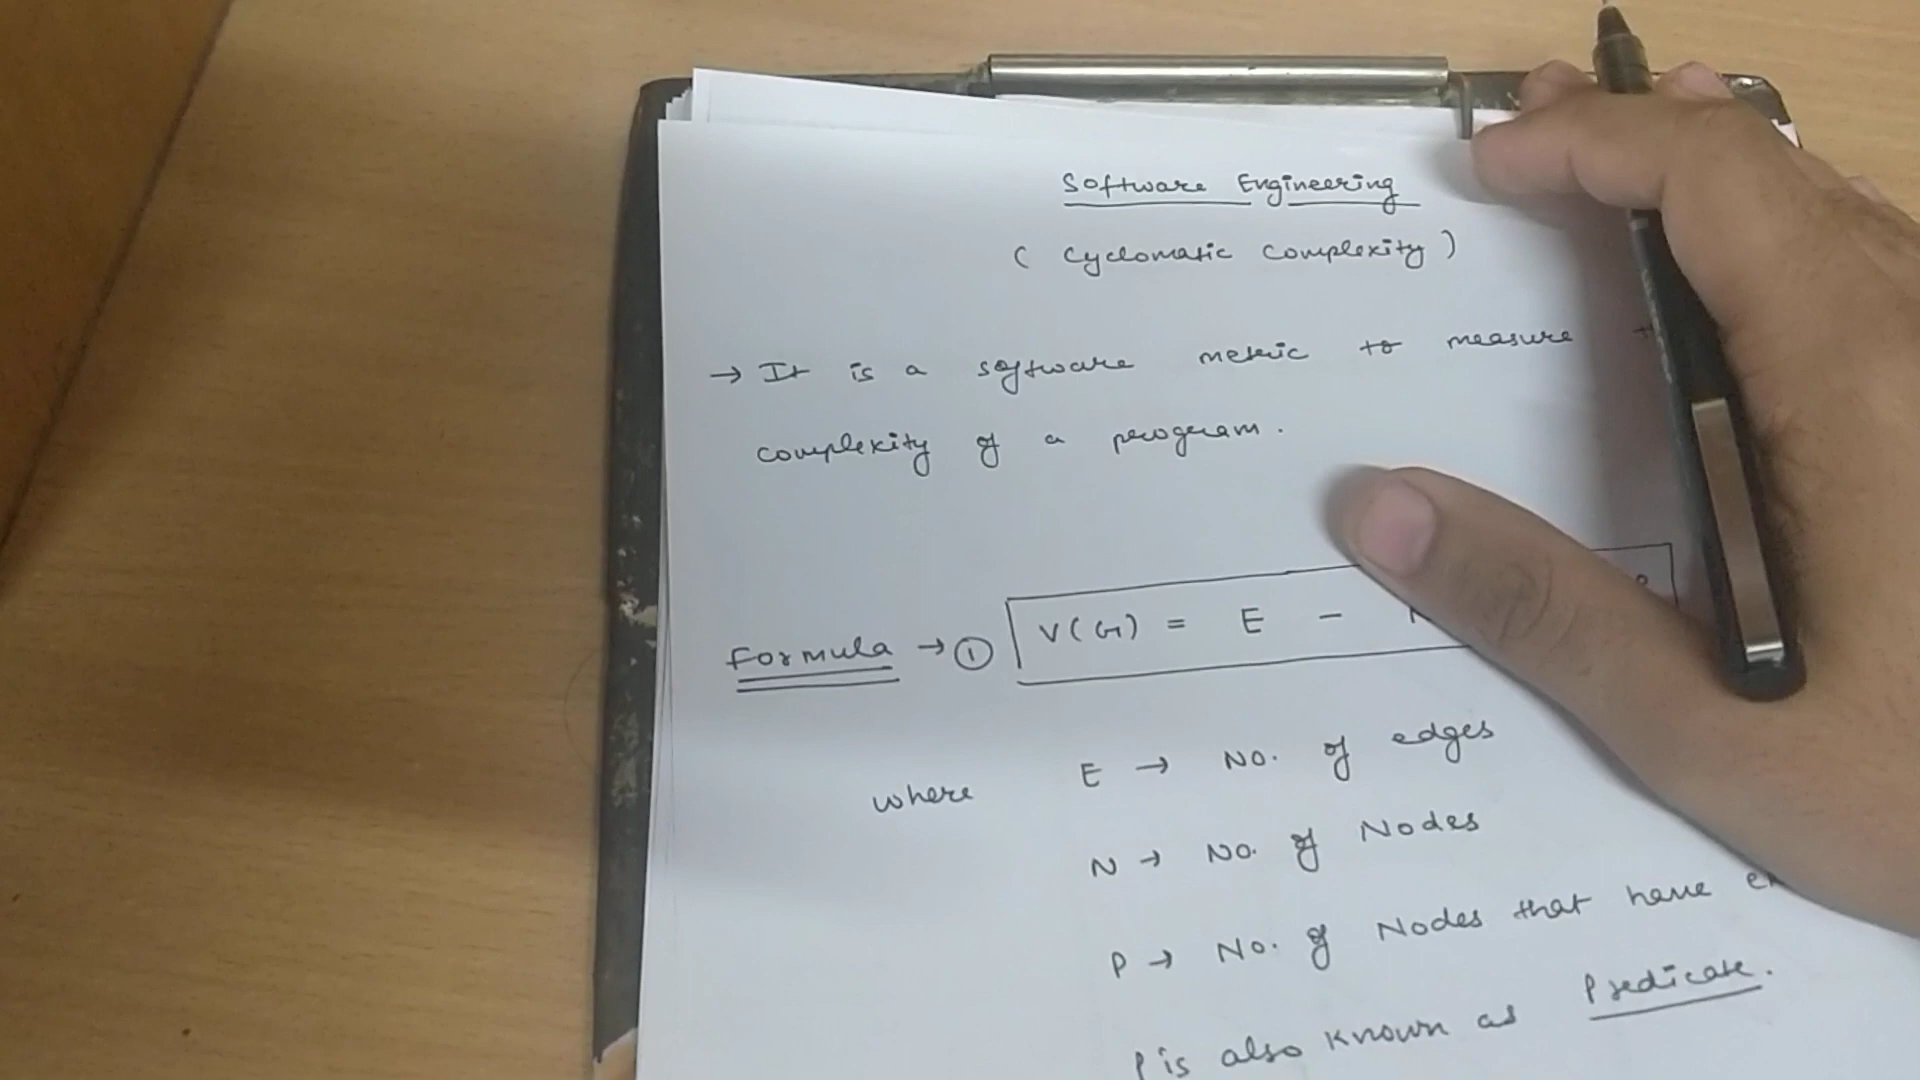 Software Engineering
( Cyclomatic Complexity )
→ It is a software metric to measure
complexity of a program.
Formula → ① V(G) = E -
where E → No. of edges
N → No. of Nodes
P → No. of Nodes that have
P is also known as Predicate.